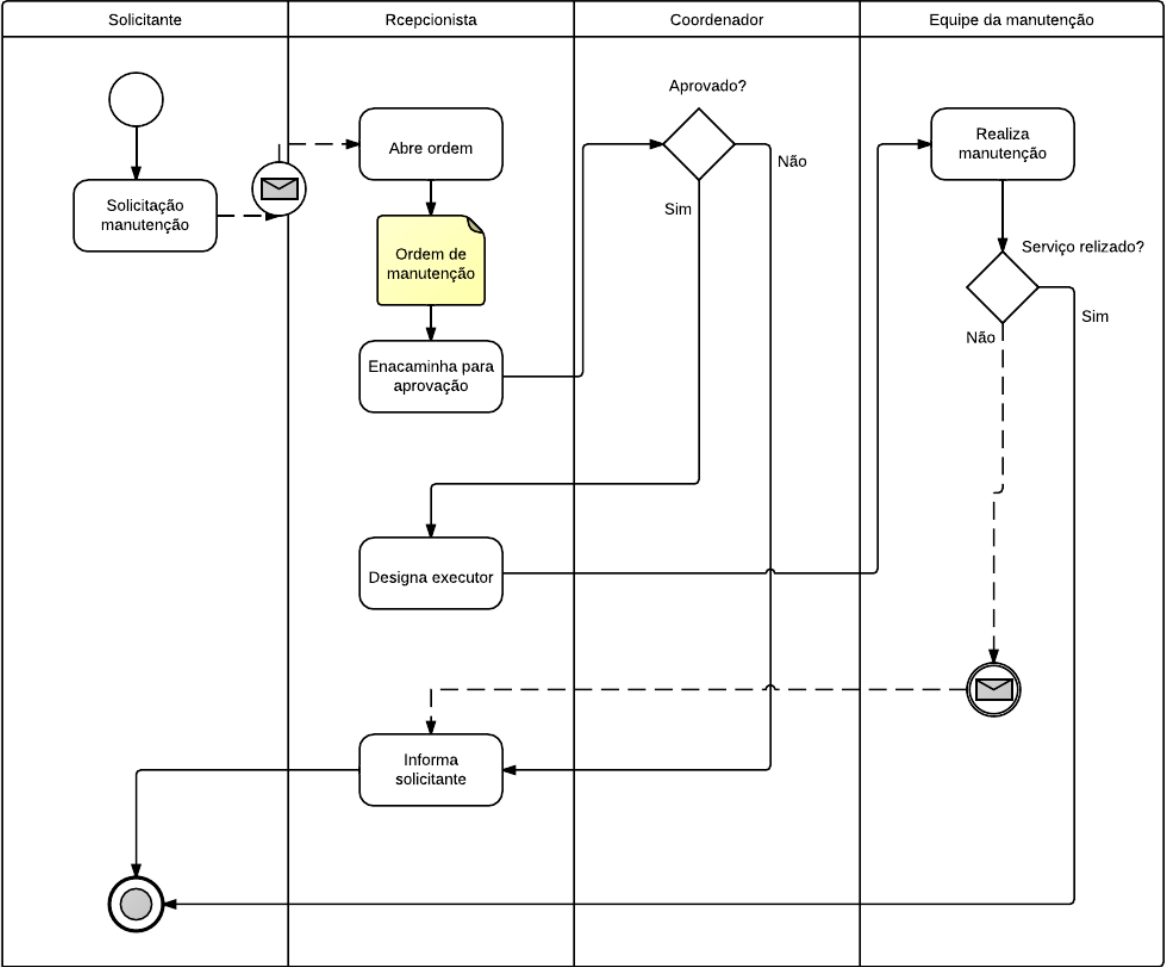 Solicitante
Rcepcionista
Coordenador
Equipe da manutenção
Aprovado?
Abre ordem
Realiza
manutenção
Não
Solicitação
manutenção
Sim
Ordem de
manutenção
Serviço relizado?
Sim
Não
Enacaminha para
aprovação
Designa executor
Informa
solicitante